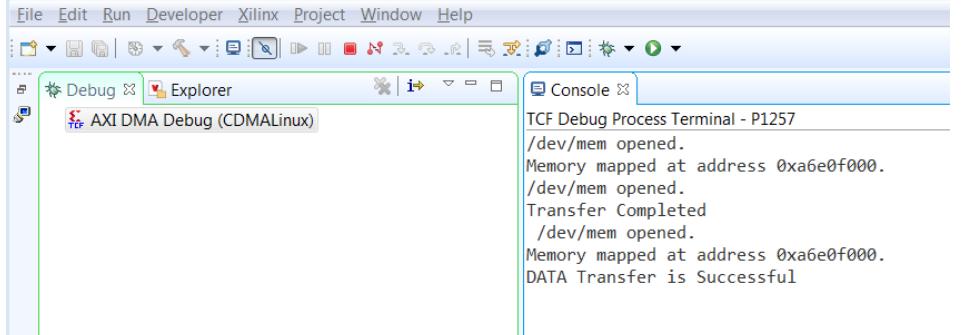 File Edit Run Developer Xilinx Project Window Help
Debug Explorer
TCF AXI DMA Debug (CDMALinux)
Console
TCF Debug Process Terminal - P1257
/dev/mem opened.
Memory mapped at address 0xa6e0f000.
/dev/mem opened.
Transfer Completed
/dev/mem opened.
Memory mapped at address 0xa6e0f000.
DATA Transfer is Successful